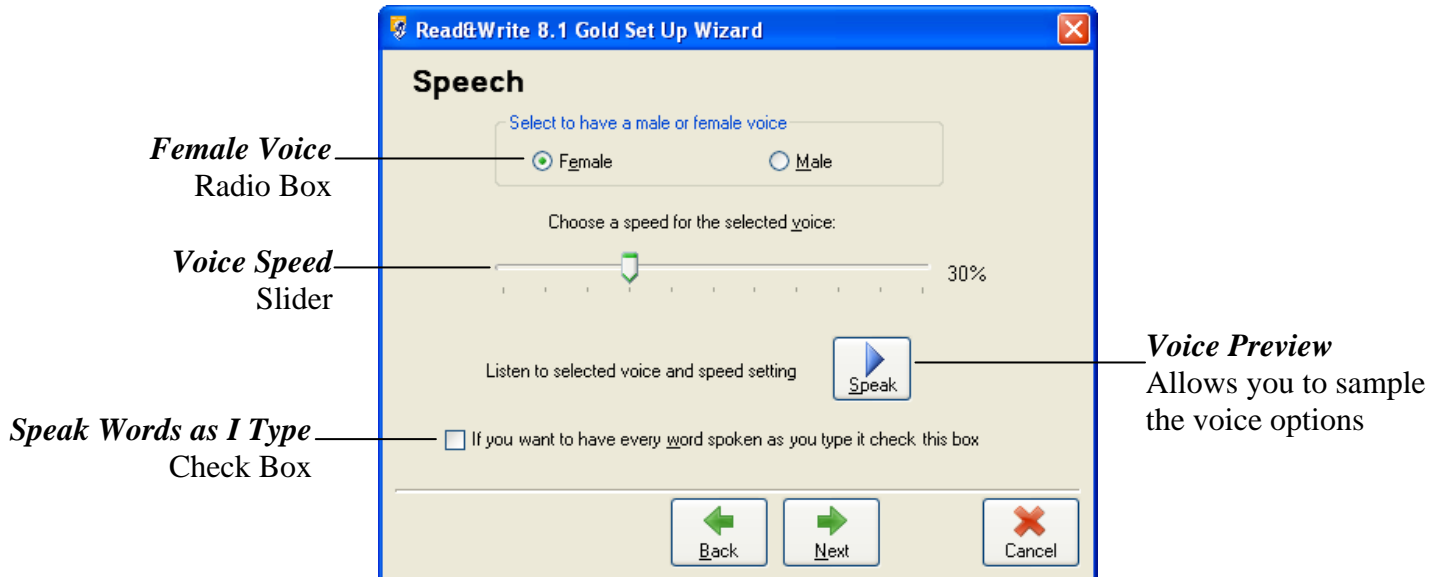 Read&Write 8.1 Gold Set Up Wizard
Speech
Select to have a male or female voice
Female Voice
Radio Box
Female
Male
Choose a speed for the selected voice:
Voice Speed
Slider
30%
Listen to selected voice and speed setting
Speak
Voice Preview
Allows you to sample
the voice options
Speak Words as I Type
Check Box
If you want to have every word spoken as you type it check this box
Back
Next
Cancel